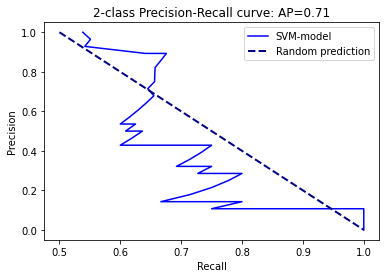 2-class Precision-Recall curve: AP=0.71
SVM-model
Random prediction
Precision
1.0
0.8
0.6
0.4
0.2
0.0
0.5 0.6 0.7 0.8 0.9 1.0
Recall